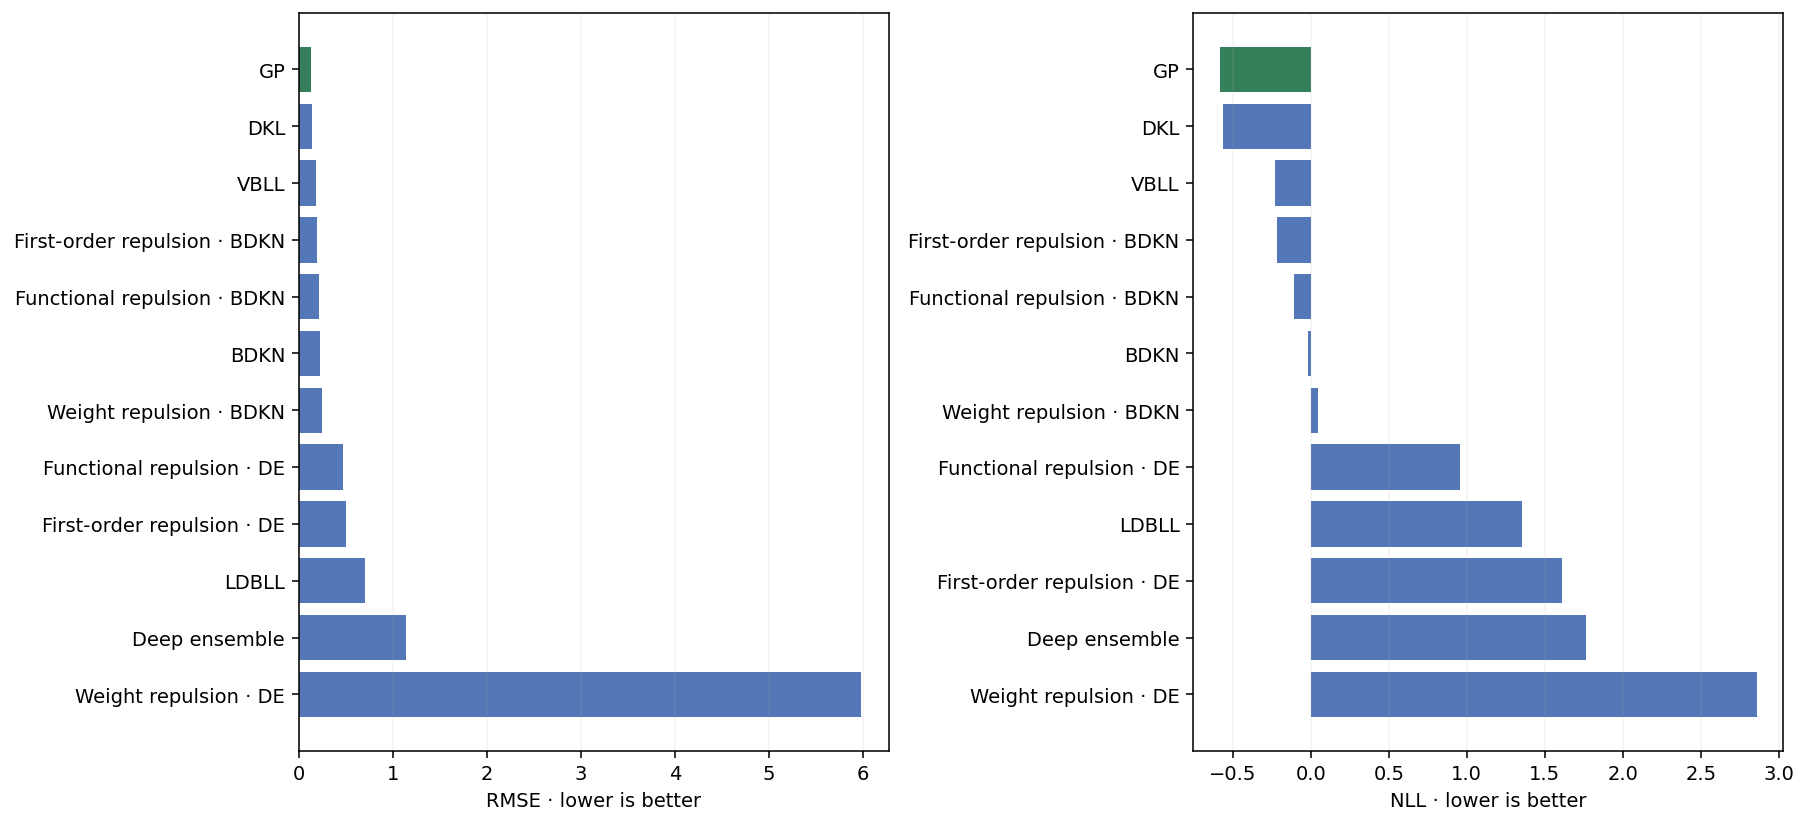 GP
DKL
VBLL
First-order repulsion · BDKN
Functional repulsion · BDKN
BDKN
Weight repulsion · BDKN
Functional repulsion · DE
First-order repulsion · DE
LDBLL
Deep ensemble
Weight repulsion · DE
0 1 2 3 4 5 6
RMSE · lower is better
GP
DKL
VBLL
First-order repulsion · BDKN
Functional repulsion · BDKN
BDKN
Weight repulsion · BDKN
Functional repulsion · DE
LDBLL
First-order repulsion · DE
Deep ensemble
Weight repulsion · DE
−0.5 0.0 0.5 1.0 1.5 2.0 2.5 3.0
NLL · lower is better